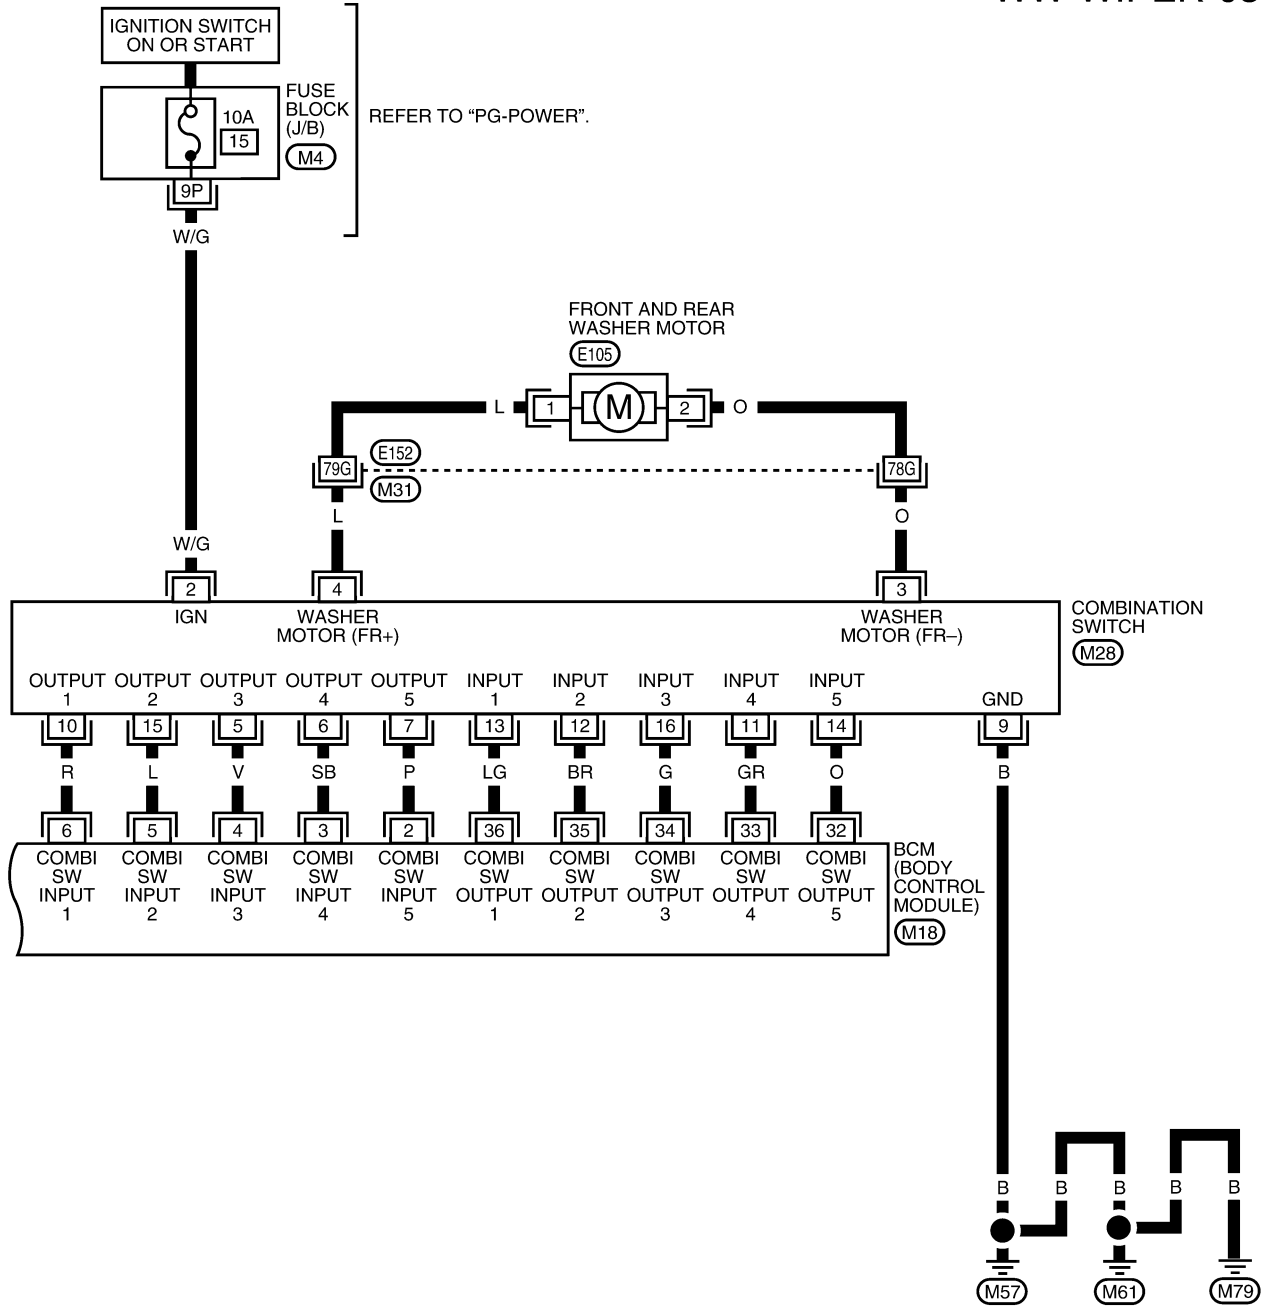 IGNITION SWITCH
ON OR START
FUSE
BLOCK
(J/B)
M4
10A
15
REFER TO “PG-POWER”.
9P
W/G
FRONT AND REAR
WASHER MOTOR
E105
L
1
M
2
O
79G
E152
M31
78G
L
O
W/G
2
4
3
IGN
WASHER
MOTOR (FR+)
WASHER
MOTOR (FR–)
COMBINATION
SWITCH
M28
OUTPUT
1
OUTPUT
2
OUTPUT
3
OUTPUT
4
OUTPUT
5
INPUT
1
INPUT
2
INPUT
3
INPUT
4
INPUT
5
GND
10 15 5 6 7 13 12 16 11 14 9
R L V SB P LG BR G GR O B
6 5 4 3 2 36 35 34 33 32
COMBI
SW
INPUT
1
COMBI
SW
INPUT
2
COMBI
SW
INPUT
3
COMBI
SW
INPUT
4
COMBI
SW
INPUT
5
COMBI
SW
OUTPUT
1
COMBI
SW
OUTPUT
2
COMBI
SW
OUTPUT
3
COMBI
SW
OUTPUT
4
COMBI
SW
OUTPUT
5
BCM
(BODY
CONTROL
MODULE)
M18
B B B B B
M57 M61 M79